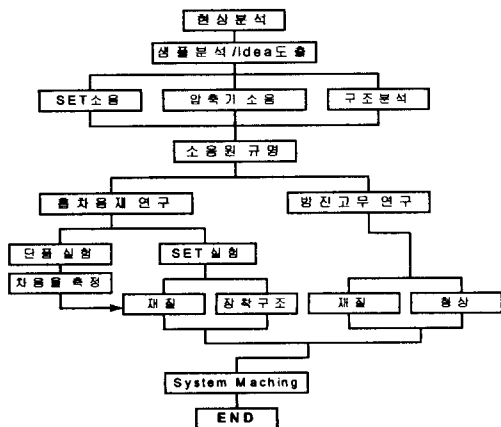 현상분석
샘플분석/Idea도출
SET소음
압축기소음
구조분석
소음원 규명
흡차음재 연구
방진고무 연구
단품실험
SET실험
차음율측정
재질
장착구조
재질
형상
System Maching
END